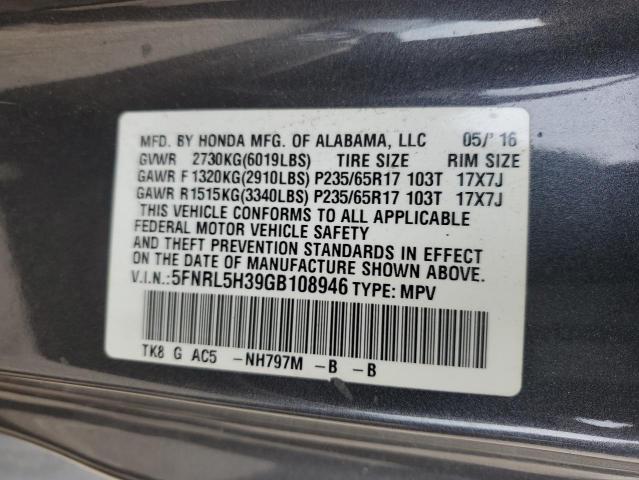 MFD. BY HONDA MFG. OF ALABAMA, LLC 05/'16
GVWR 2730KG(6019LBS) TIRE SIZE RIM SIZE
GAWR F 1320KG(2910LBS) P235/65R17 103T 17X7J
GAWR R1515KG(3340LBS) P235/65R17 103T 17X7J
THIS VEHICLE CONFORMS TO ALL APPLICABLE
FEDERAL MOTOR VEHICLE SAFETY
AND THEFT PREVENTION STANDARDS IN EFFECT
ON THE DATE OF MANUFACTURE SHOWN ABOVE.
V.I.N.:5FNRL5H39GB108946 TYPE: MPV
TK8 G AC5 -NH797M -B -B